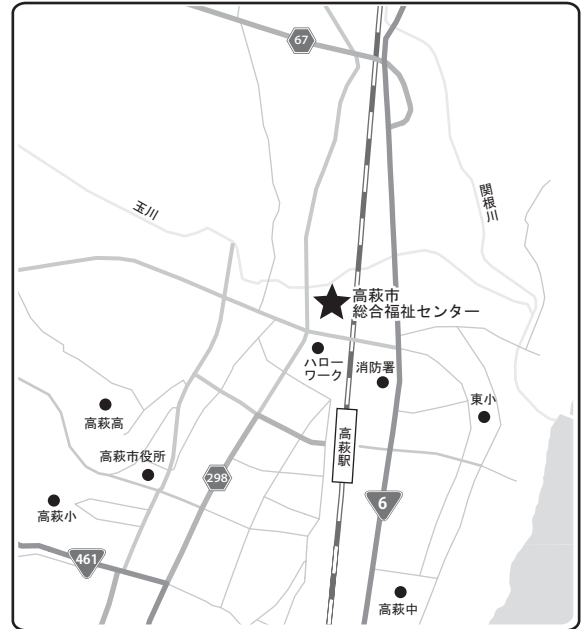 67
玉川
関根川
高萩市
総合福祉センター
ハロー
ワーク
消防署
東小
高萩高
高萩駅
高萩市役所
298
高萩小
6
461
高萩中